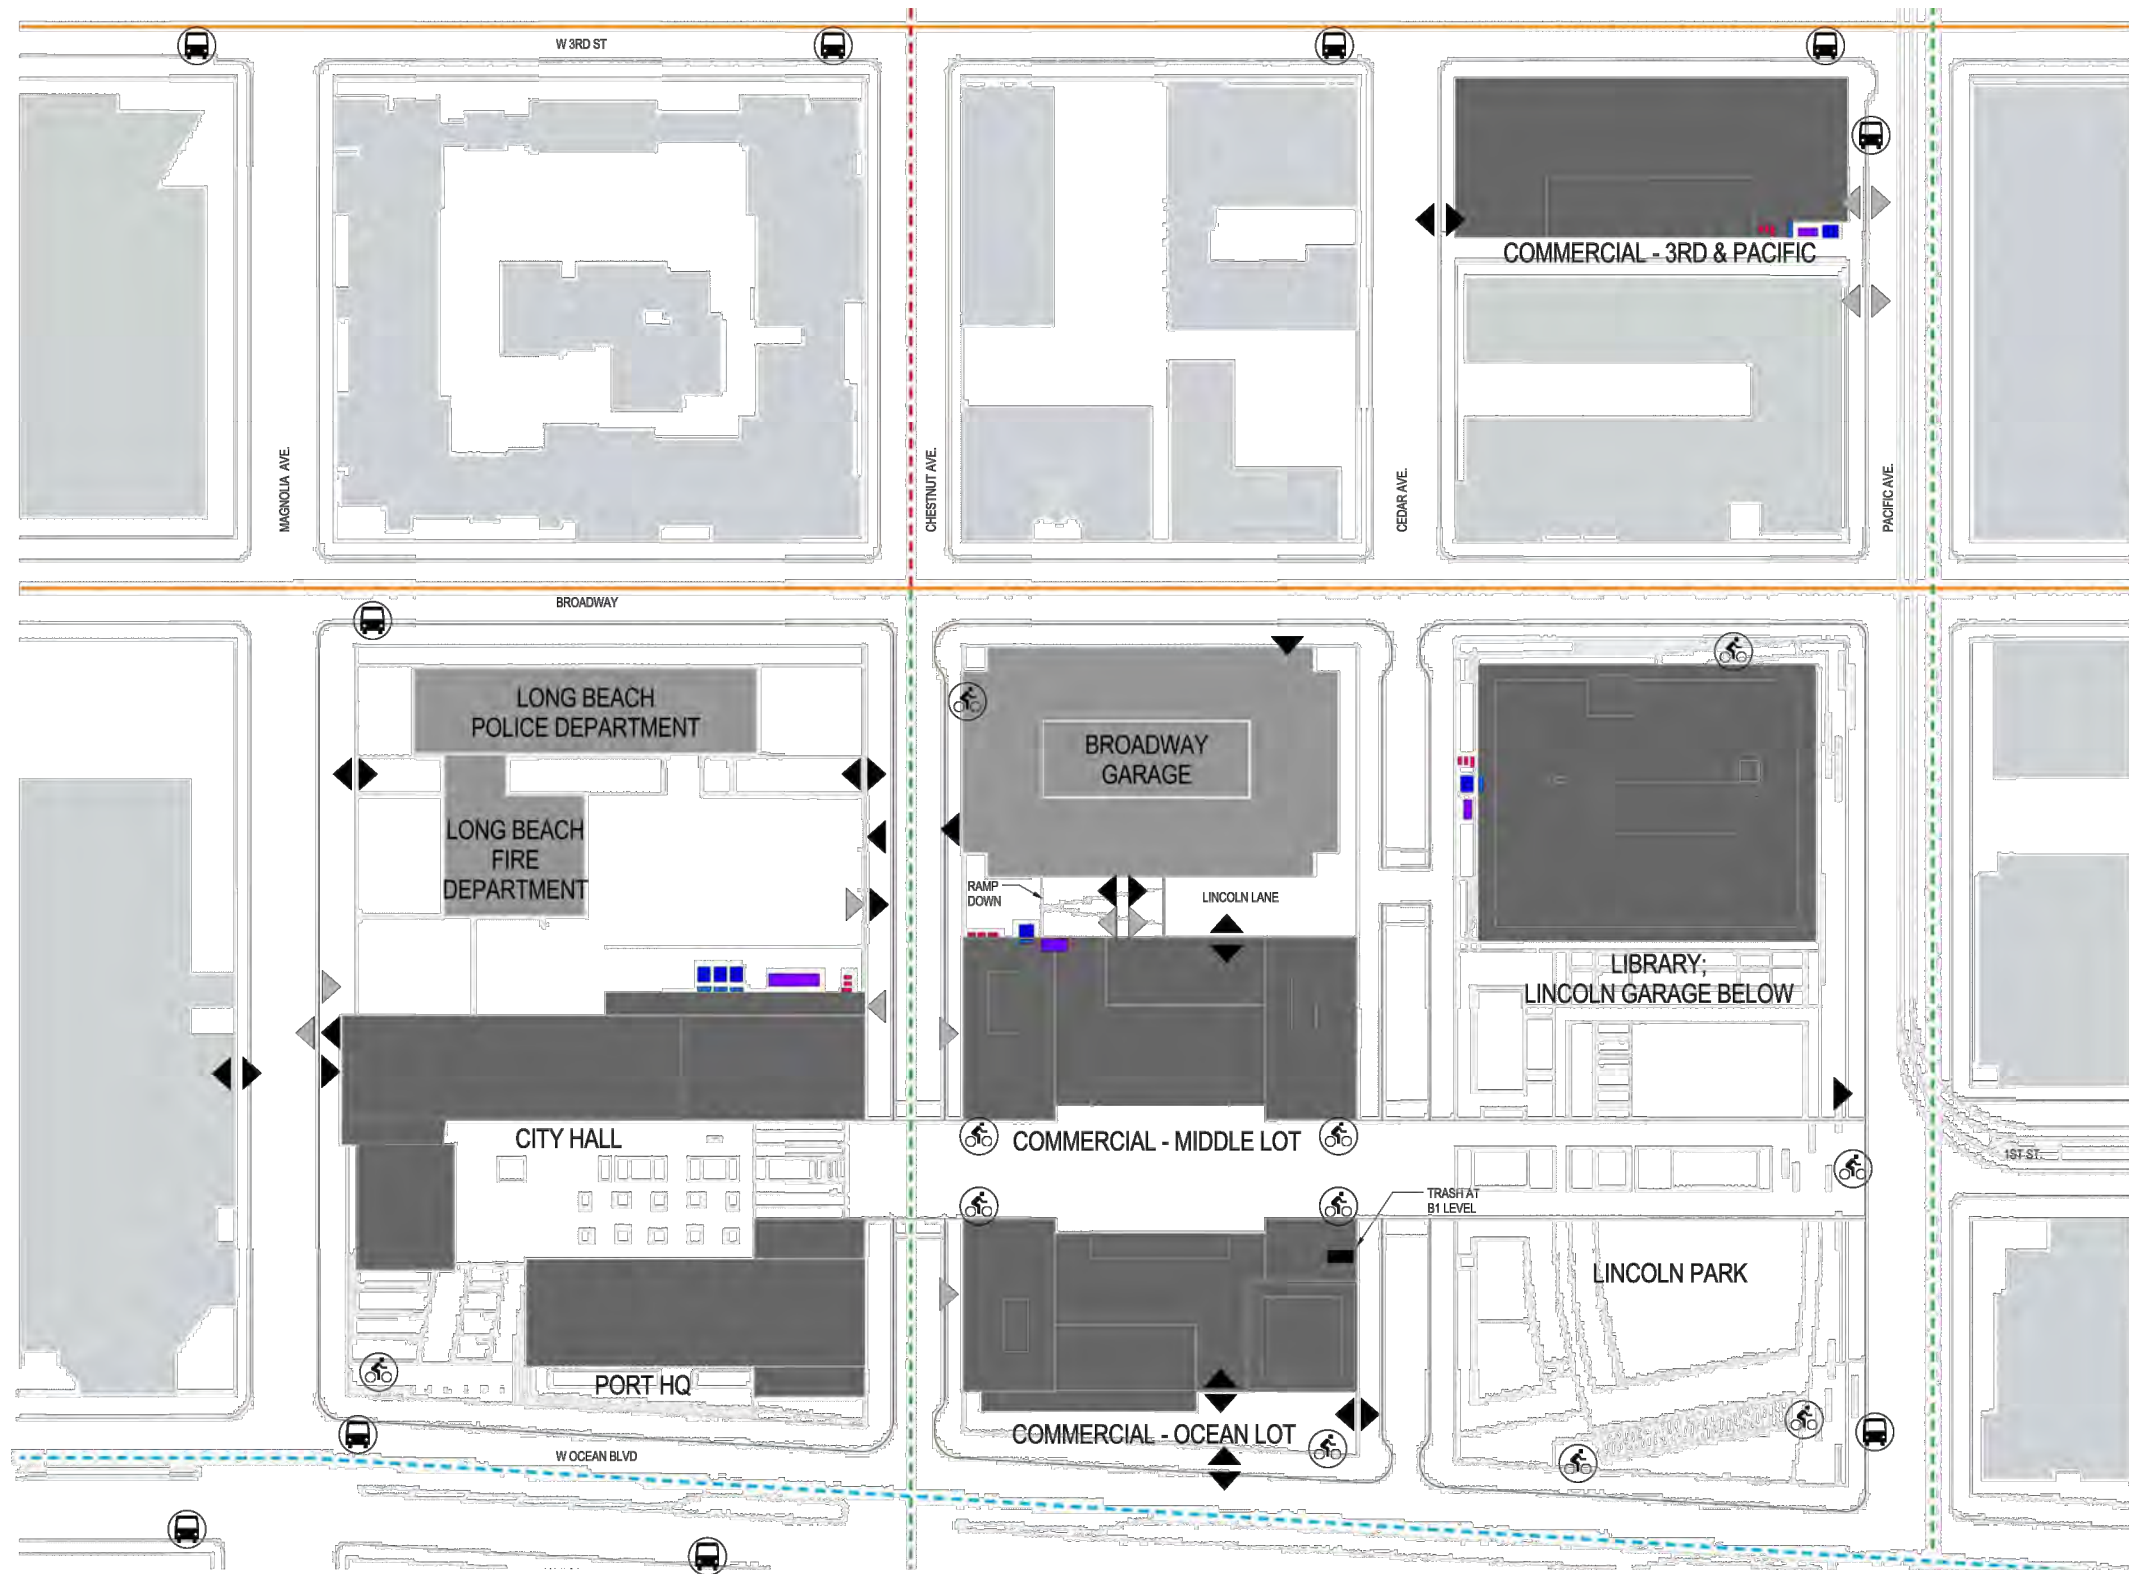 W 3RD ST
COMMERCIAL - 3RD & PACIFIC
MAGNOLIA AVE.
CHESTNUT AVE.
CEDAR AVE.
PACIFIC AVE.
BROADWAY
LONG BEACH
POLICE DEPARTMENT
BROADWAY
GARAGE
LONG BEACH
FIRE
DEPARTMENT
RAMP
DOWN
LINCOLN LANE
LIBRARY;
LINCOLN GARAGE BELOW
CITY HALL
COMMERCIAL - MIDDLE LOT
1ST ST.
TRASH AT
B1 LEVEL
LINCOLN PARK
PORT HQ
COMMERCIAL - OCEAN LOT
W OCEAN BLVD